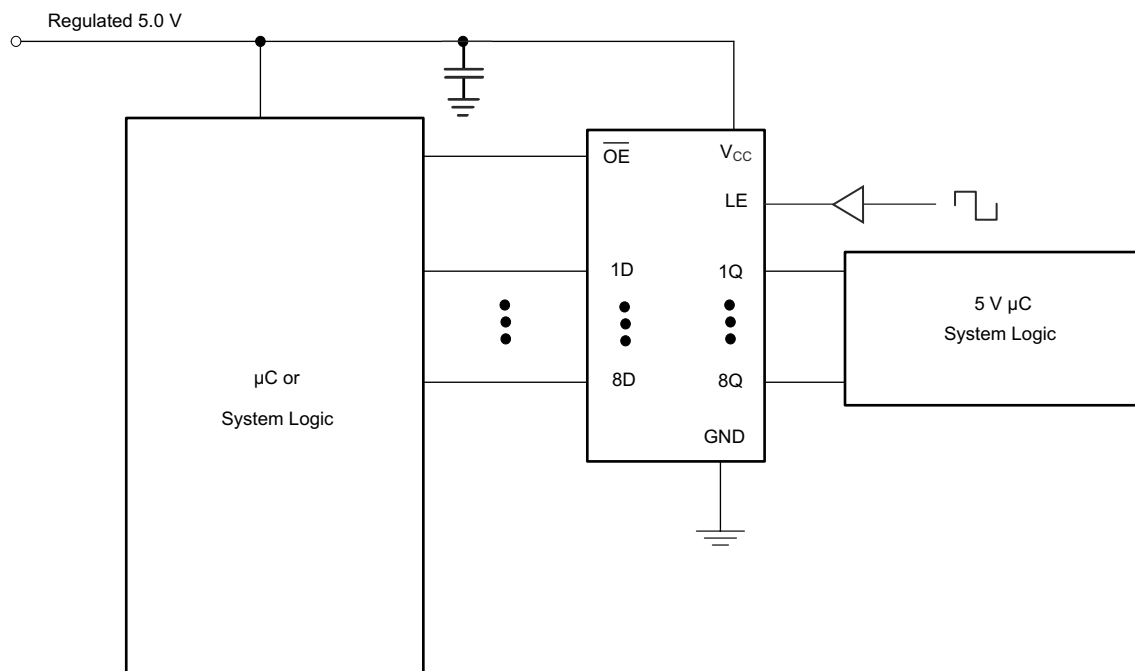 Regulated 5.0 V
OE
VCC
LE
1D
1Q
5 V µC
System Logic
µC or
8D
8Q
System Logic
GND